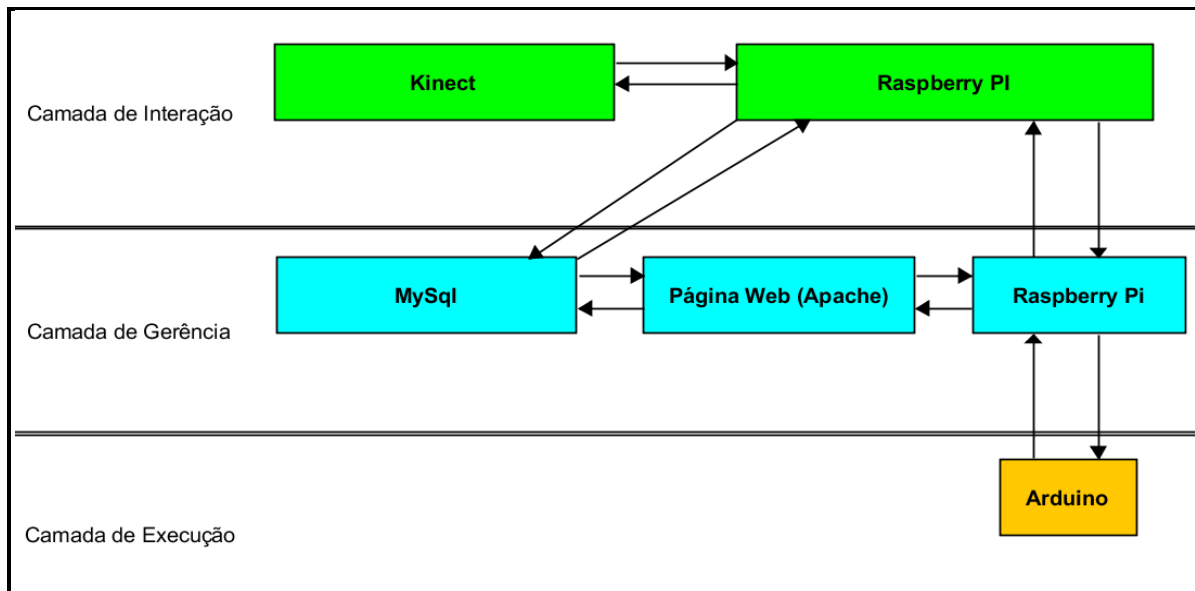 Kinect
Raspberry PI
Camada de Interação
MySql
Página Web (Apache)
Raspberry Pi
Camada de Gerência
Arduino
Camada de Execução